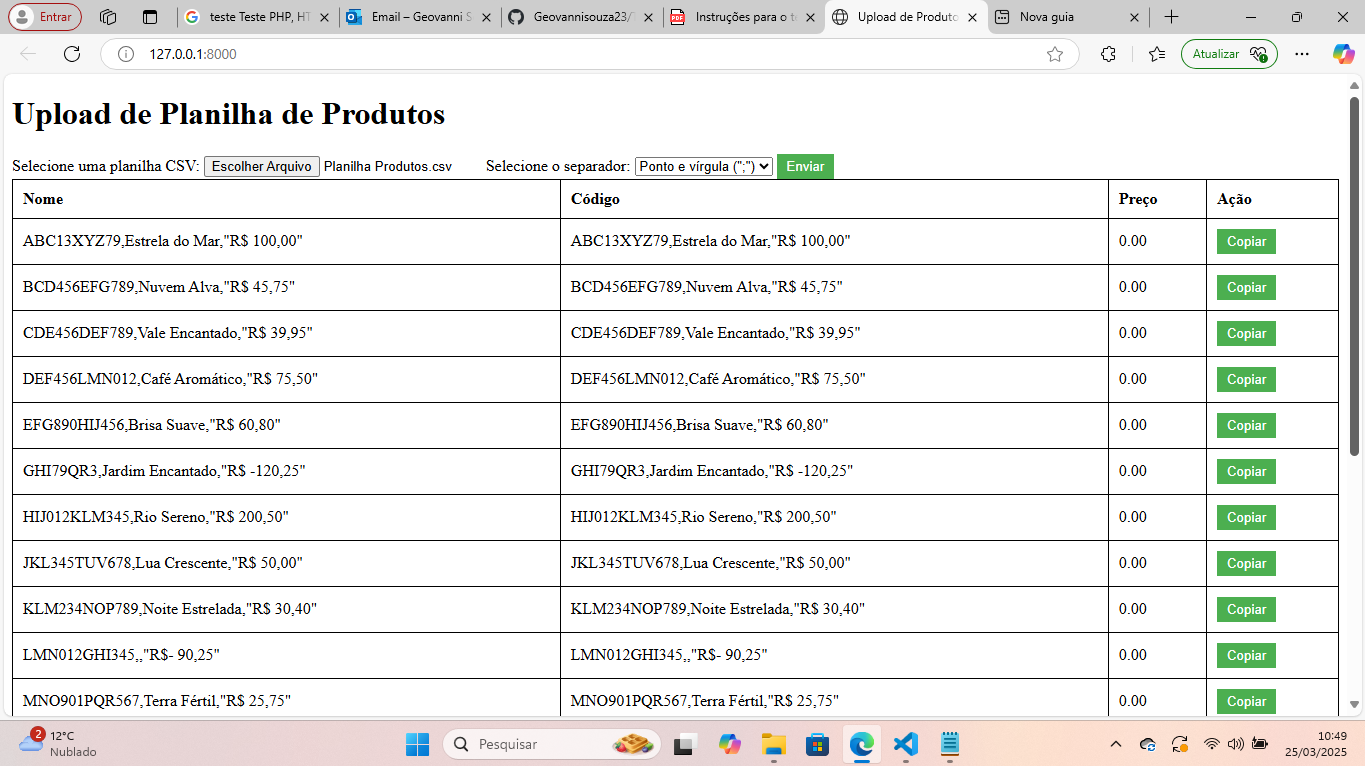 Entrar
teste Teste PHP, HT
Email – Geovanni S
Geovannisouza23/
Instruções para o t
Upload de Produto
Nova guia
127.0.0.1:8000
Atualizar
Upload de Planilha de Produtos
Selecione uma planilha CSV: Escolher Arquivo Planilha Produtos.csv Selecione o separador: Ponto e vírgula (";") Enviar
Nome Código Preço Ação
ABC13XYZ79,Estrela do Mar,"R$ 100,00" ABC13XYZ79,Estrela do Mar,"R$ 100,00" 0.00 Copiar
BCD456EFG789,Nuvem Alva,"R$ 45,75" BCD456EFG789,Nuvem Alva,"R$ 45,75" 0.00 Copiar
CDE456DEF789,Vale Encantado,"R$ 39,95" CDE456DEF789,Vale Encantado,"R$ 39,95" 0.00 Copiar
DEF456LMN012,Café Aromático,"R$ 75,50" DEF456LMN012,Café Aromático,"R$ 75,50" 0.00 Copiar
EFG890HIJ456,Brisa Suave,"R$ 60,80" EFG890HIJ456,Brisa Suave,"R$ 60,80" 0.00 Copiar
GHI79QR3,Jardim Encantado,"R$ -120,25" GHI79QR3,Jardim Encantado,"R$ -120,25" 0.00 Copiar
HIJ012KLM345,Rio Sereno,"R$ 200,50" HIJ012KLM345,Rio Sereno,"R$ 200,50" 0.00 Copiar
JKL345TUV678,Lua Crescente,"R$ 50,00" JKL345TUV678,Lua Crescente,"R$ 50,00" 0.00 Copiar
KLM234NOP789,Noite Estrelada,"R$ 30,40" KLM234NOP789,Noite Estrelada,"R$ 30,40" 0.00 Copiar
LMN012GHI345,,"R$- 90,25" LMN012GHI345,,"R$- 90,25" 0.00 Copiar
MNO901PQR567,Terra Fértil,"R$ 25,75" MNO901PQR567,Terra Fértil,"R$ 25,75" 0.00 Copiar
2
12°C
Nublado
Pesquisar
10:49
25/03/2025